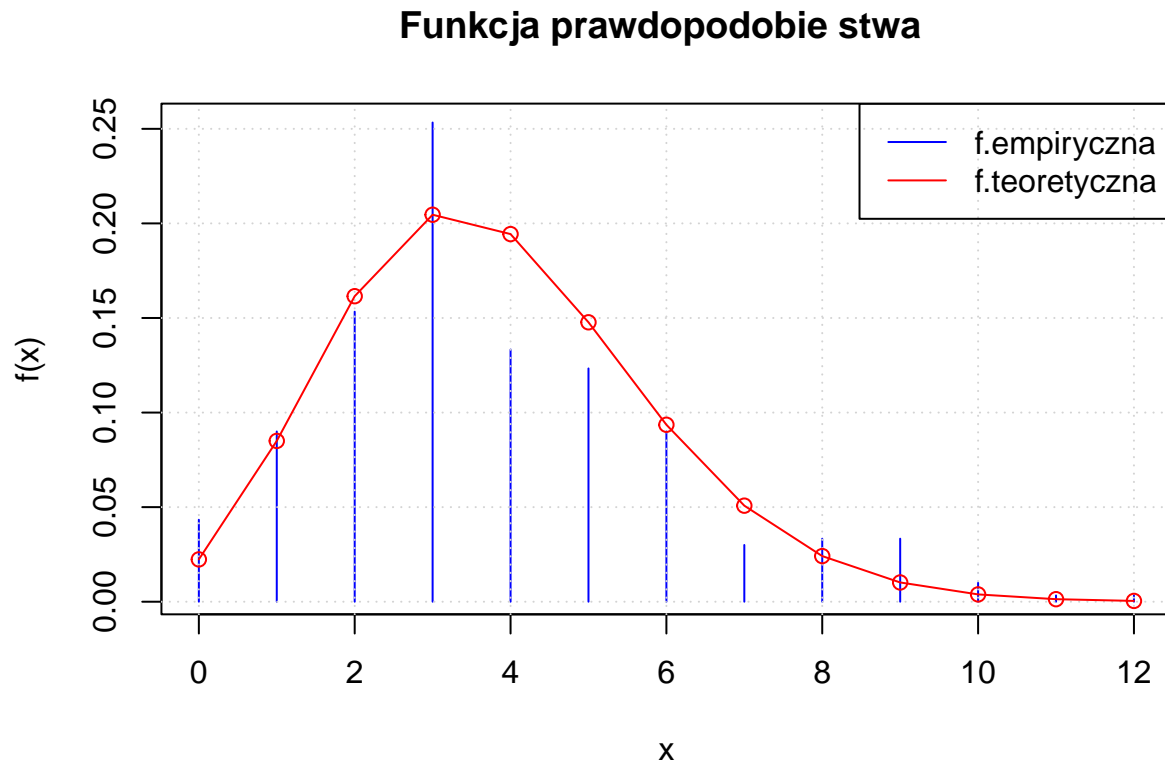 Funkcja prawdopodobie stwa
f.empiryczna
f.teoretyczna
f(x)
0.25
0.20
0.15
0.10
0.05
0.00
0 2 4 6 8 10 12
x